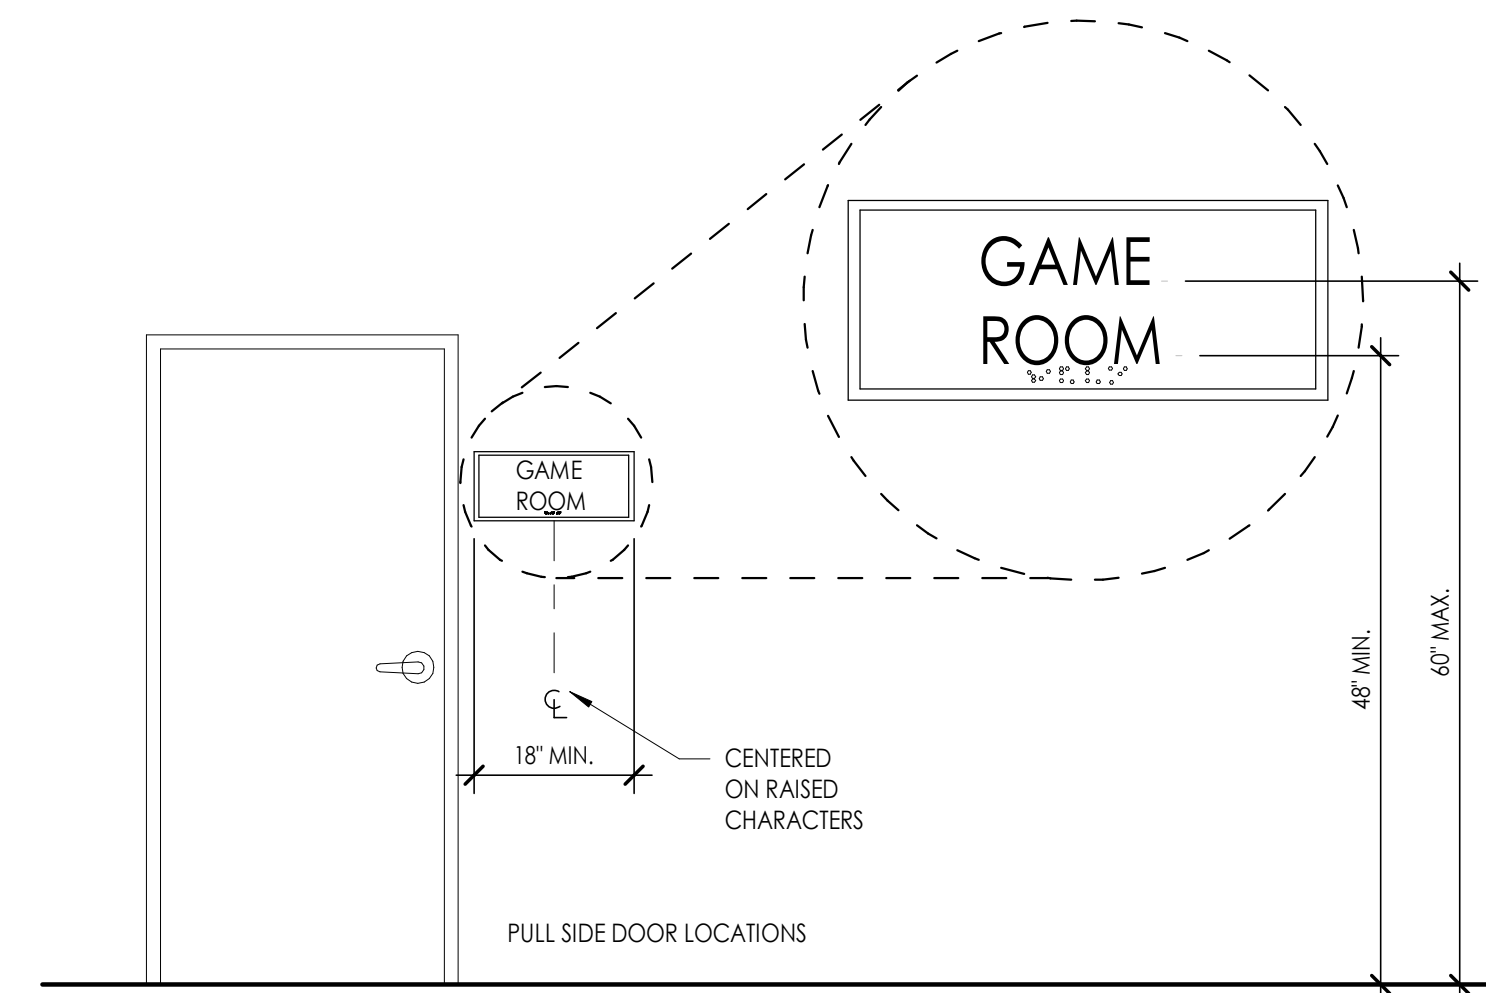 GAME
ROOM
GAME
ROOM
48" MIN.
60" MAX.
℄
18" MIN.
CENTERED
ON RAISED
CHARACTERS
PULL SIDE DOOR LOCATIONS